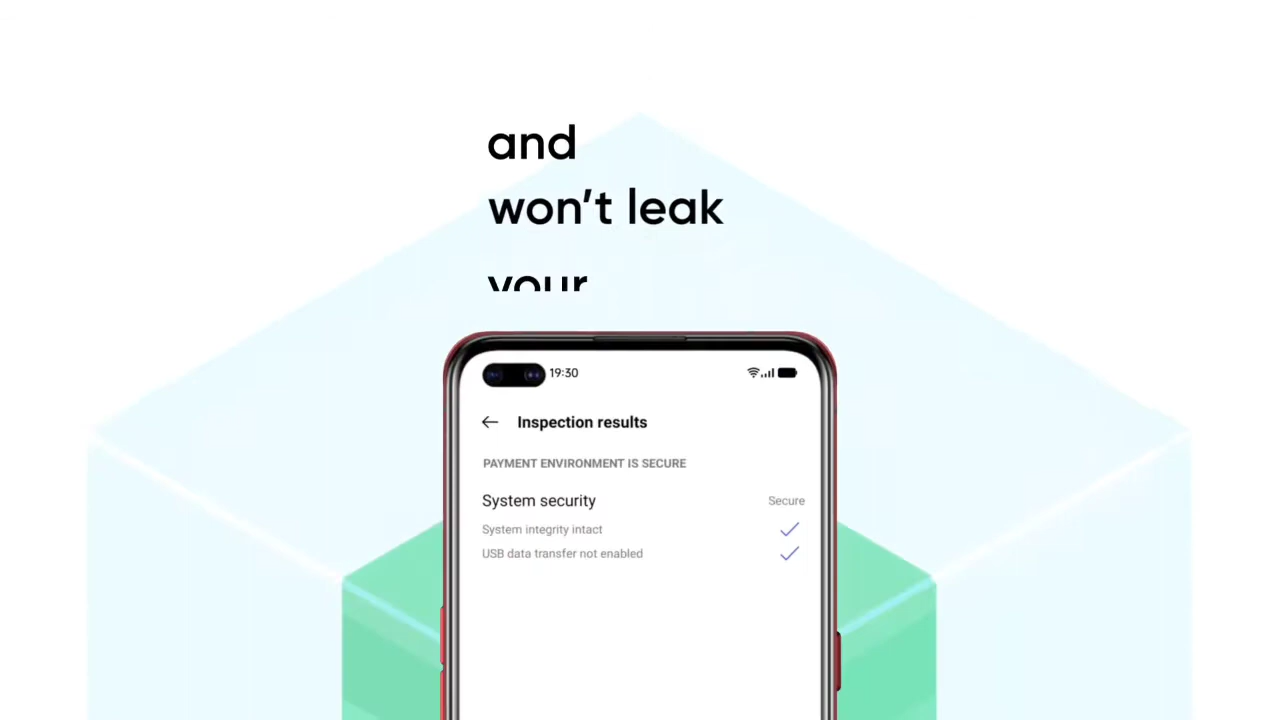 and
won't leak
your
19:30
Inspection results
PAYMENT ENVIRONMENT IS SECURE
System security Secure
System integrity intact
USB data transfer not enabled